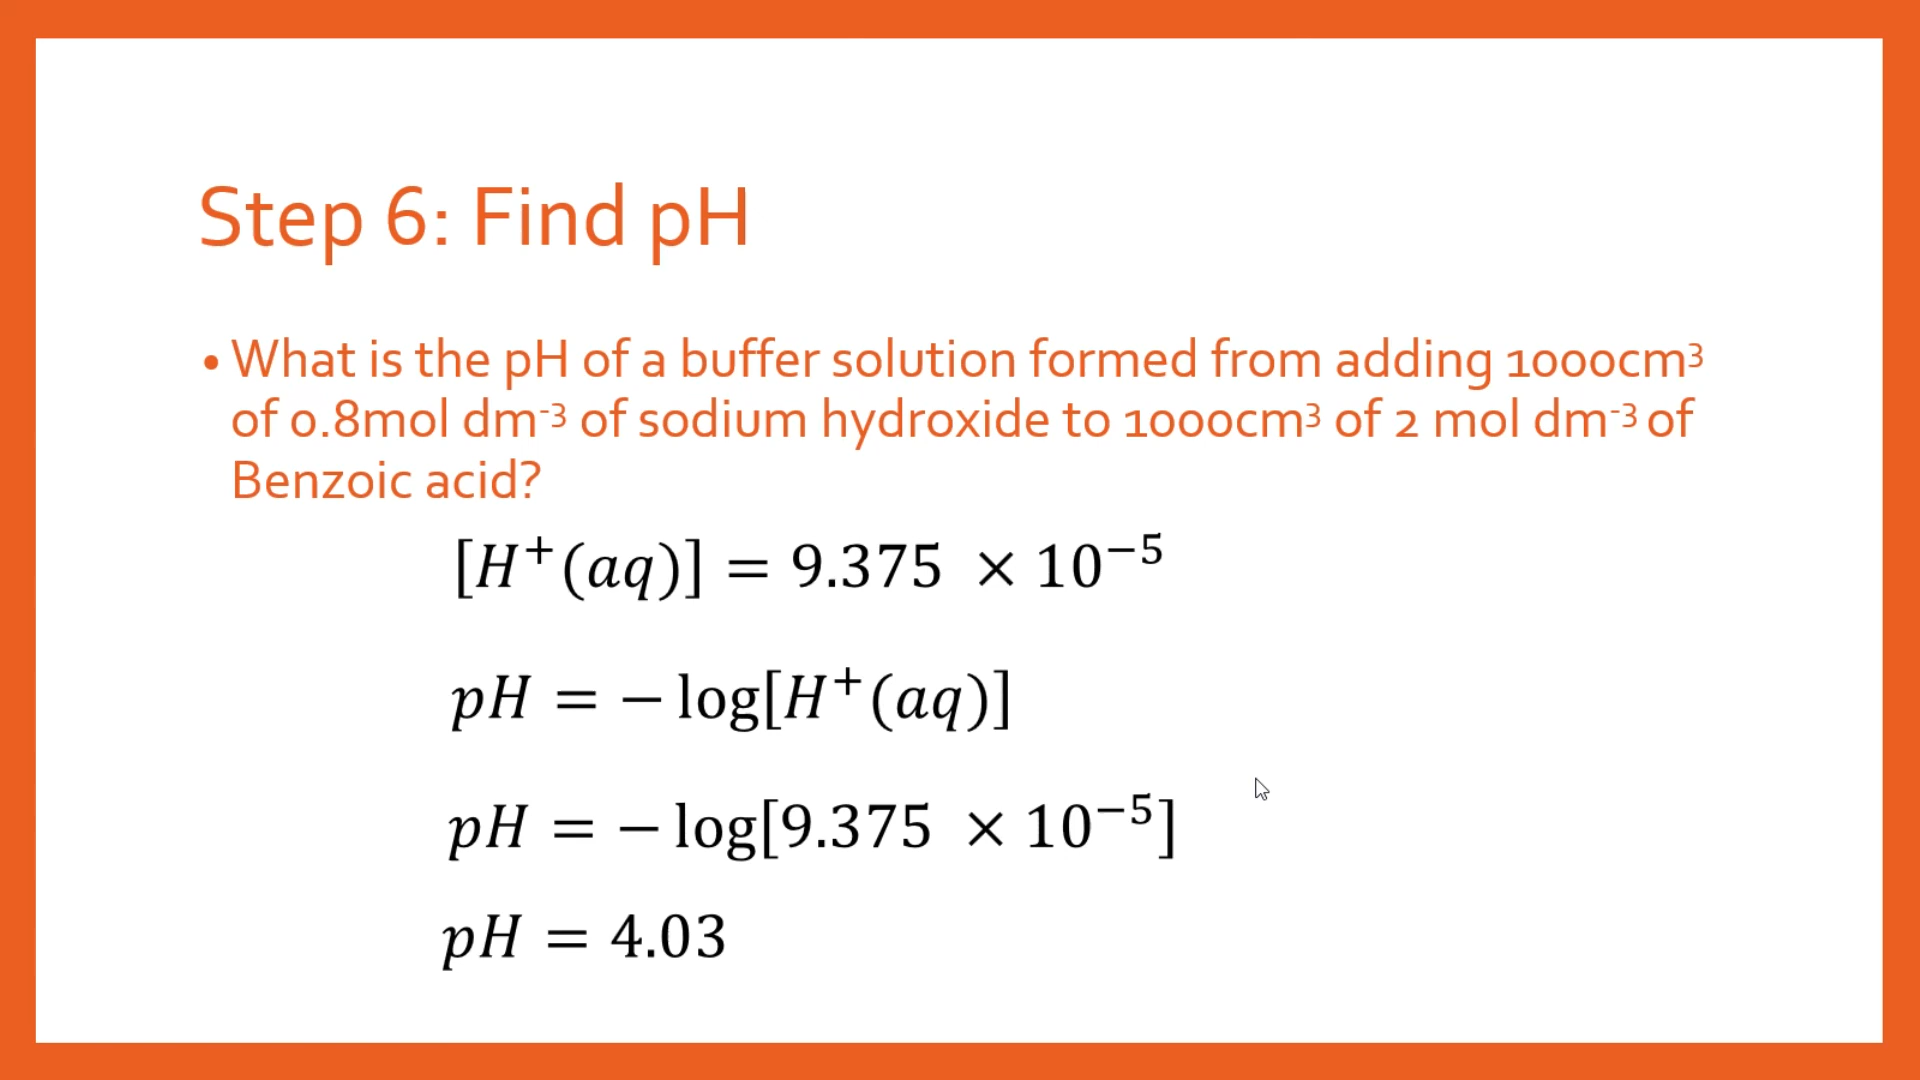 Step 6: Find pH
• What is the pH of a buffer solution formed from adding 1000cm³
of 0.8mol dm⁻³ of sodium hydroxide to 1000cm³ of 2 mol dm⁻³ of
Benzoic acid?
[H⁺(aq)] = 9.375 × 10⁻⁵
pH = − log[H⁺(aq)]
pH = − log[9.375 × 10⁻⁵]
pH = 4.03